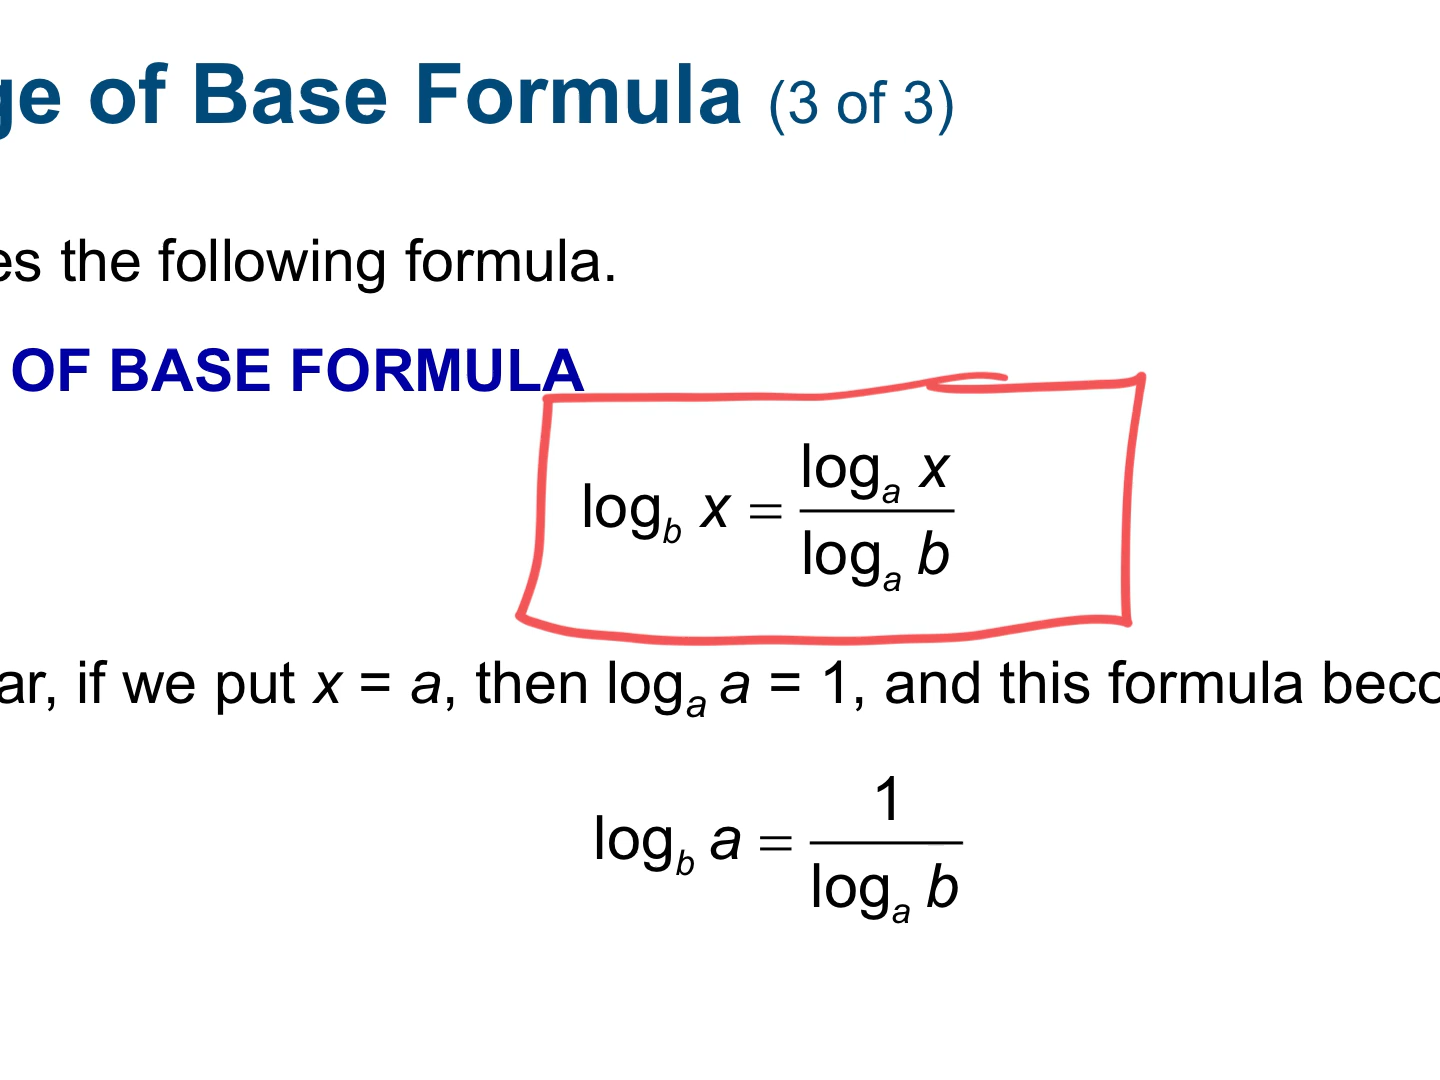 ge of Base Formula (3 of 3)
es the following formula.
OF BASE FORMULA
log_b x = log_a x / log_a b
ar, if we put x = a, then log_a a = 1, and this formula beco
log_b a = 1 / log_a b